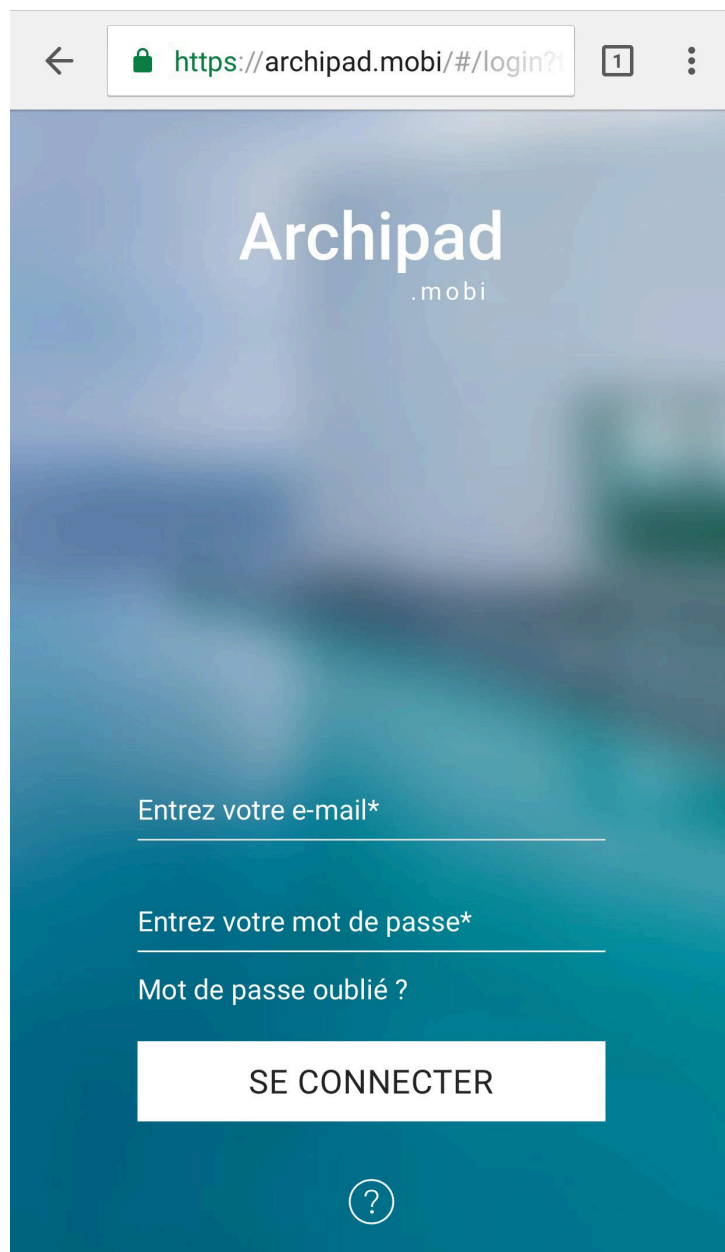 https://archipad.mobi/#/login?
1
Archipad
.mobi
Entrez votre e-mail*
Entrez votre mot de passe*
Mot de passe oublié ?
SE CONNECTER
?